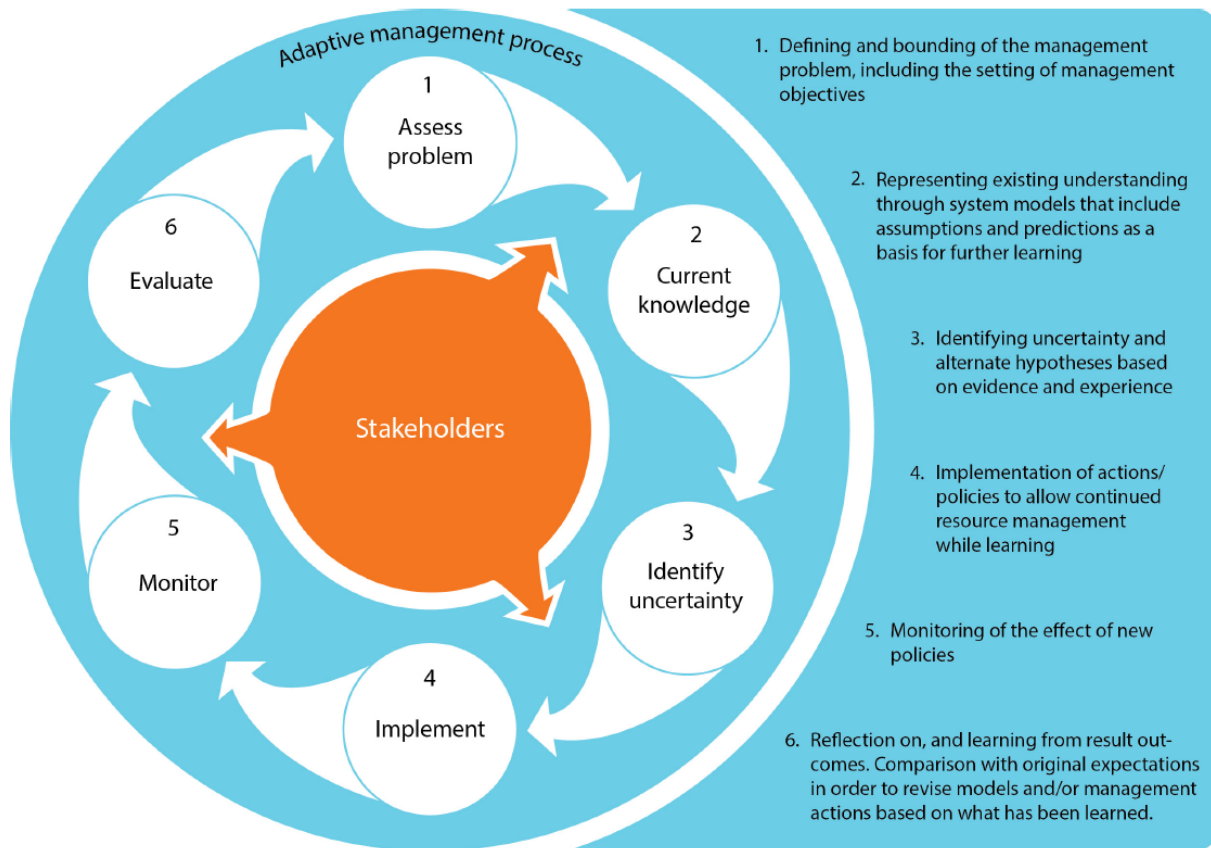 Adaptive management process
1
Assess
problem
2
Current
knowledge
3
Identify
uncertainty
4
Implement
5
Monitor
6
Evaluate
Stakeholders
1. Defining and bounding of the management
problem, including the setting of management
objectives
2. Representing existing understanding
through system models that include
assumptions and predictions as a
basis for further learning
3. Identifying uncertainty and
alternate hypotheses based
on evidence and experience
4. Implementation of actions/
policies to allow continued
resource management
while learning
5. Monitoring of the effect of new
policies
6. Reflection on, and learning from result out-
comes. Comparison with original expectations
in order to revise models and/or management
actions based on what has been learned.